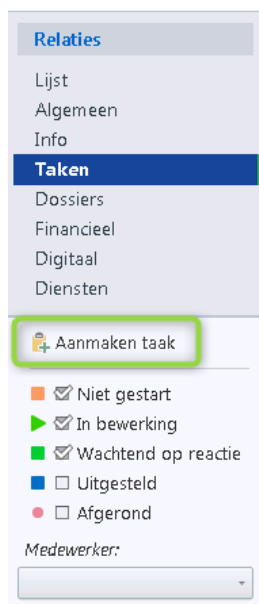 Relaties
Lijst
Algemeen
Info
Taken
Dossiers
Financieel
Digitaal
Diensten
Aanmaken taak
Niet gestart
In bewerking
Wachtend op reactie
Uitgesteld
Afgerond
Medewerker: